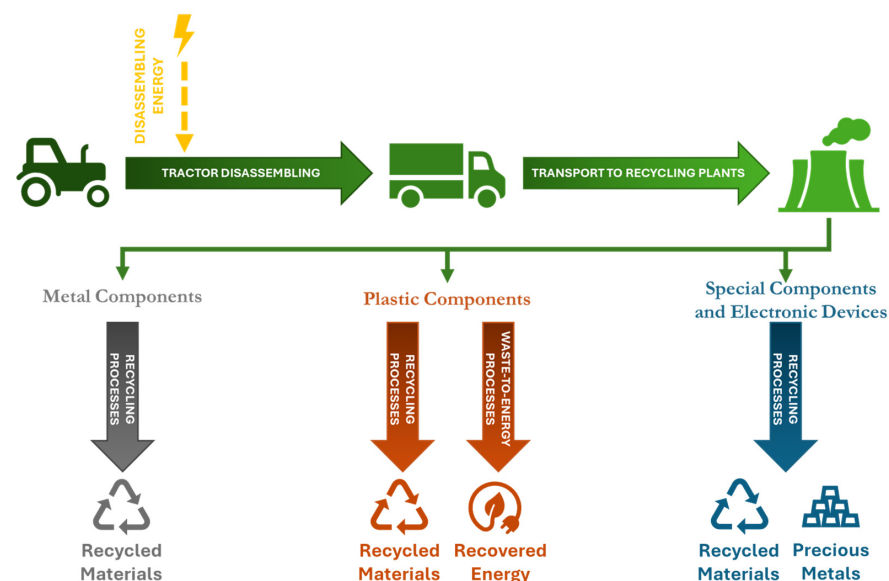 DISASSEMBLING
ENERGY
TRACTOR DISASSEMBLING
TRANSPORT TO RECYCLING PLANTS
Metal Components
Plastic Components
Special Components
and Electronic Devices
RECYCLING
PROCESSES
RECYCLING
PROCESSES
WASTE-TO-ENERGY
PROCESSES
RECYCLING
PROCESSES
Recycled
Materials
Recycled
Materials
Recovered
Energy
Recycled
Materials
Precious
Metals